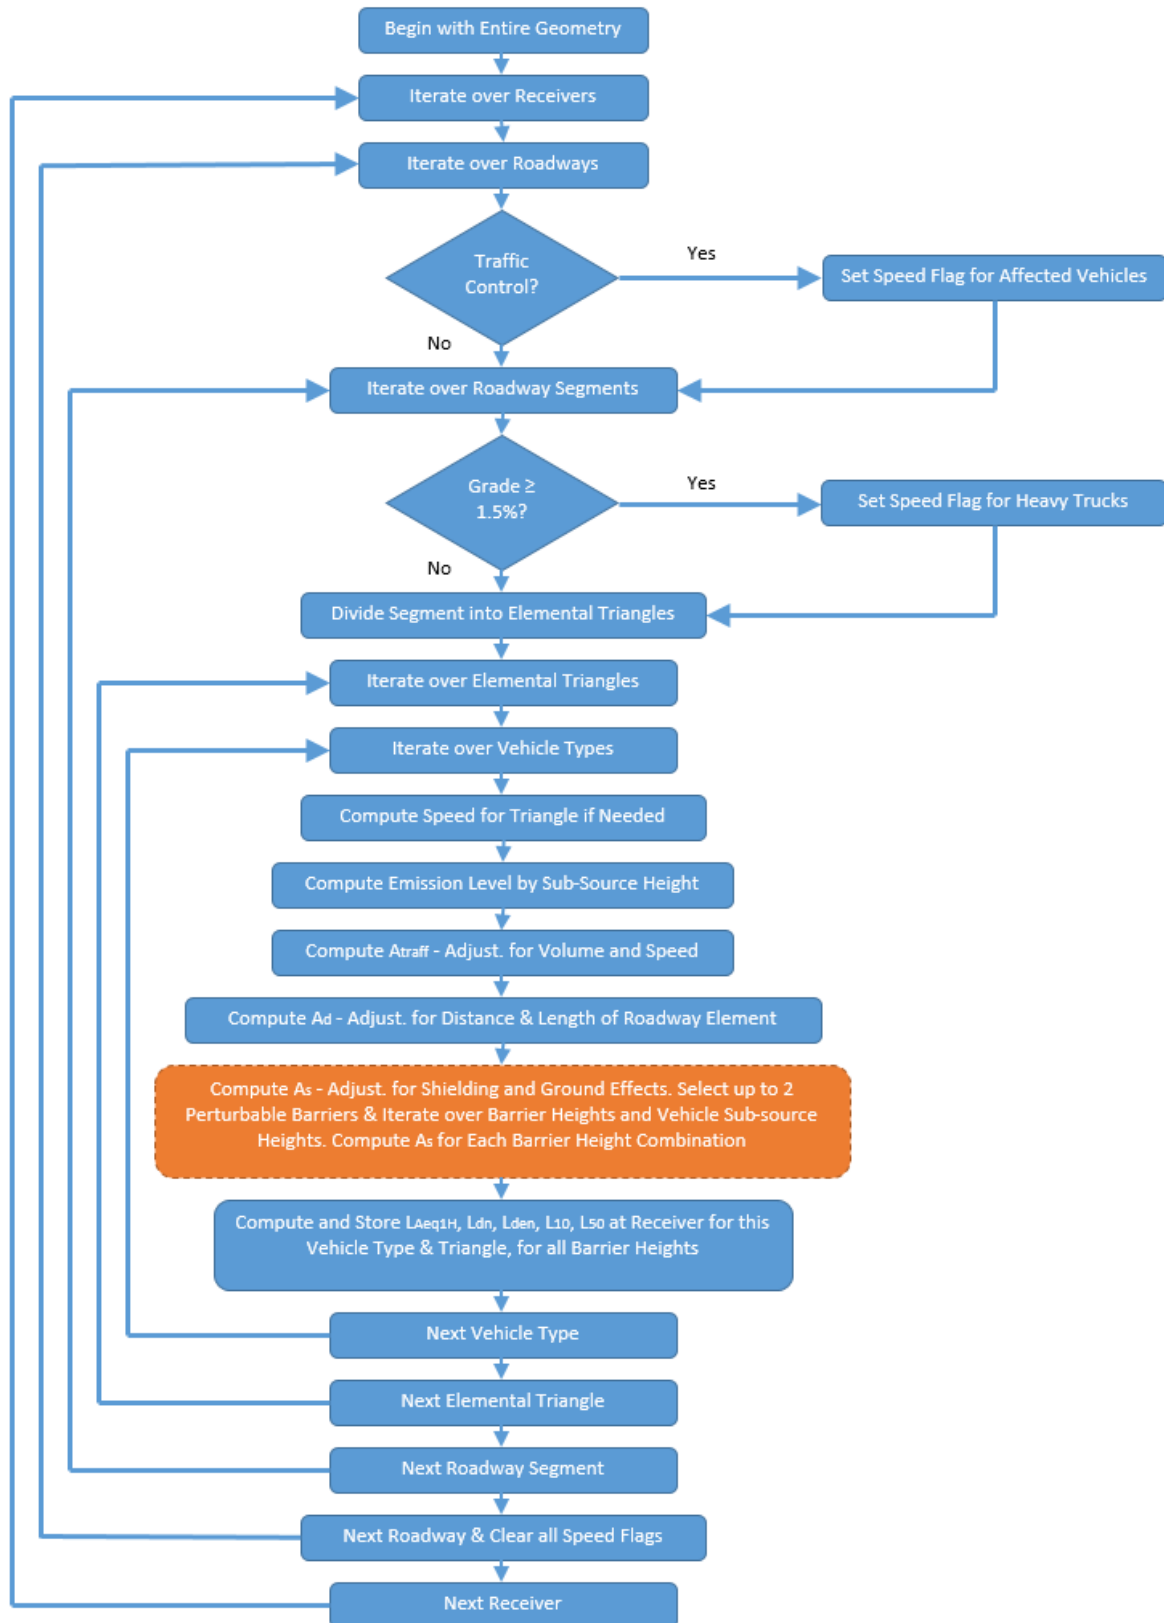 Begin with Entire Geometry
Iterate over Receivers
Iterate over Roadways
Traffic
Control?
Yes
Set Speed Flag for Affected Vehicles
No
Iterate over Roadway Segments
Grade ≥
1.5%?
Yes
Set Speed Flag for Heavy Trucks
No
Divide Segment into Elemental Triangles
Iterate over Elemental Triangles
Iterate over Vehicle Types
Compute Speed for Triangle if Needed
Compute Emission Level by Sub-Source Height
Compute Atraff - Adjust. for Volume and Speed
Compute Ad - Adjust. for Distance & Length of Roadway Element
Compute As - Adjust. for Shielding and Ground Effects. Select up to 2
Perturbable Barriers & Iterate over Barrier Heights and Vehicle Sub-source
Heights. Compute As for Each Barrier Height Combination
Compute and Store LAeq1H, Ldn, Lden, L10, L50 at Receiver for this
Vehicle Type & Triangle, for all Barrier Heights
Next Vehicle Type
Next Elemental Triangle
Next Roadway Segment
Next Roadway & Clear all Speed Flags
Next Receiver